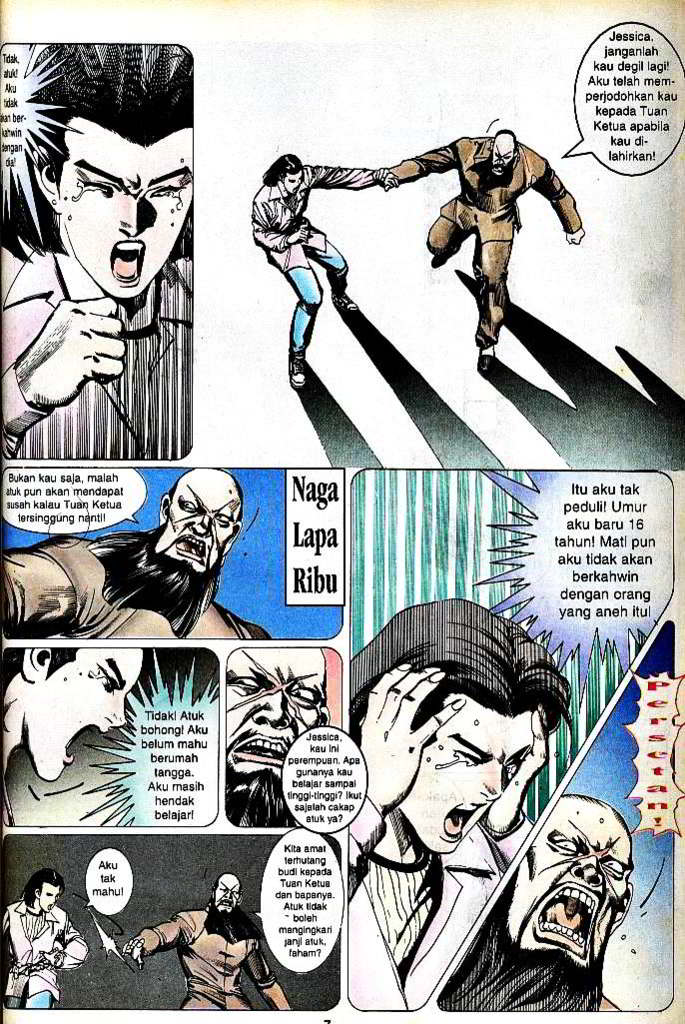 Tidak,
atuk!
Aku
tidak
akan ber-
kahwin
dengan
dia!
Jessica,
janganlah
kau degil lagi!
Aku telah mem-
perjodohkan kau
kepada Tuan
Ketua apabila
kau di-
lahirkan!
Bukan kau saja, malah
atuk pun akan mendapat
susah kalau Tuan Ketua
tersinggung nanti!
Naga
Lapa
Ribu
Itu aku tak
peduli! Umur
aku baru 16
tahun! Mati pun
aku tidak akan
berkahwin
dengan orang
yang aneh itu!
Tidak! Atuk
bohong! Aku
belum mahu
berumah
tangga.
Aku masih
hendak
belajar!
Jessica,
kau ini
perempuan. Apa
gunanya kau
belajar sampai
tinggi-tinggi? Ikut
sajalah cakap
atuk ya?
Persetan!
Aku
tak
mahu!
Kita amat
terhutang
budi kepada
Tuan Ketua
dan bapanya.
Atuk tidak
boleh
mengingkari
janji atuk,
faham?
7